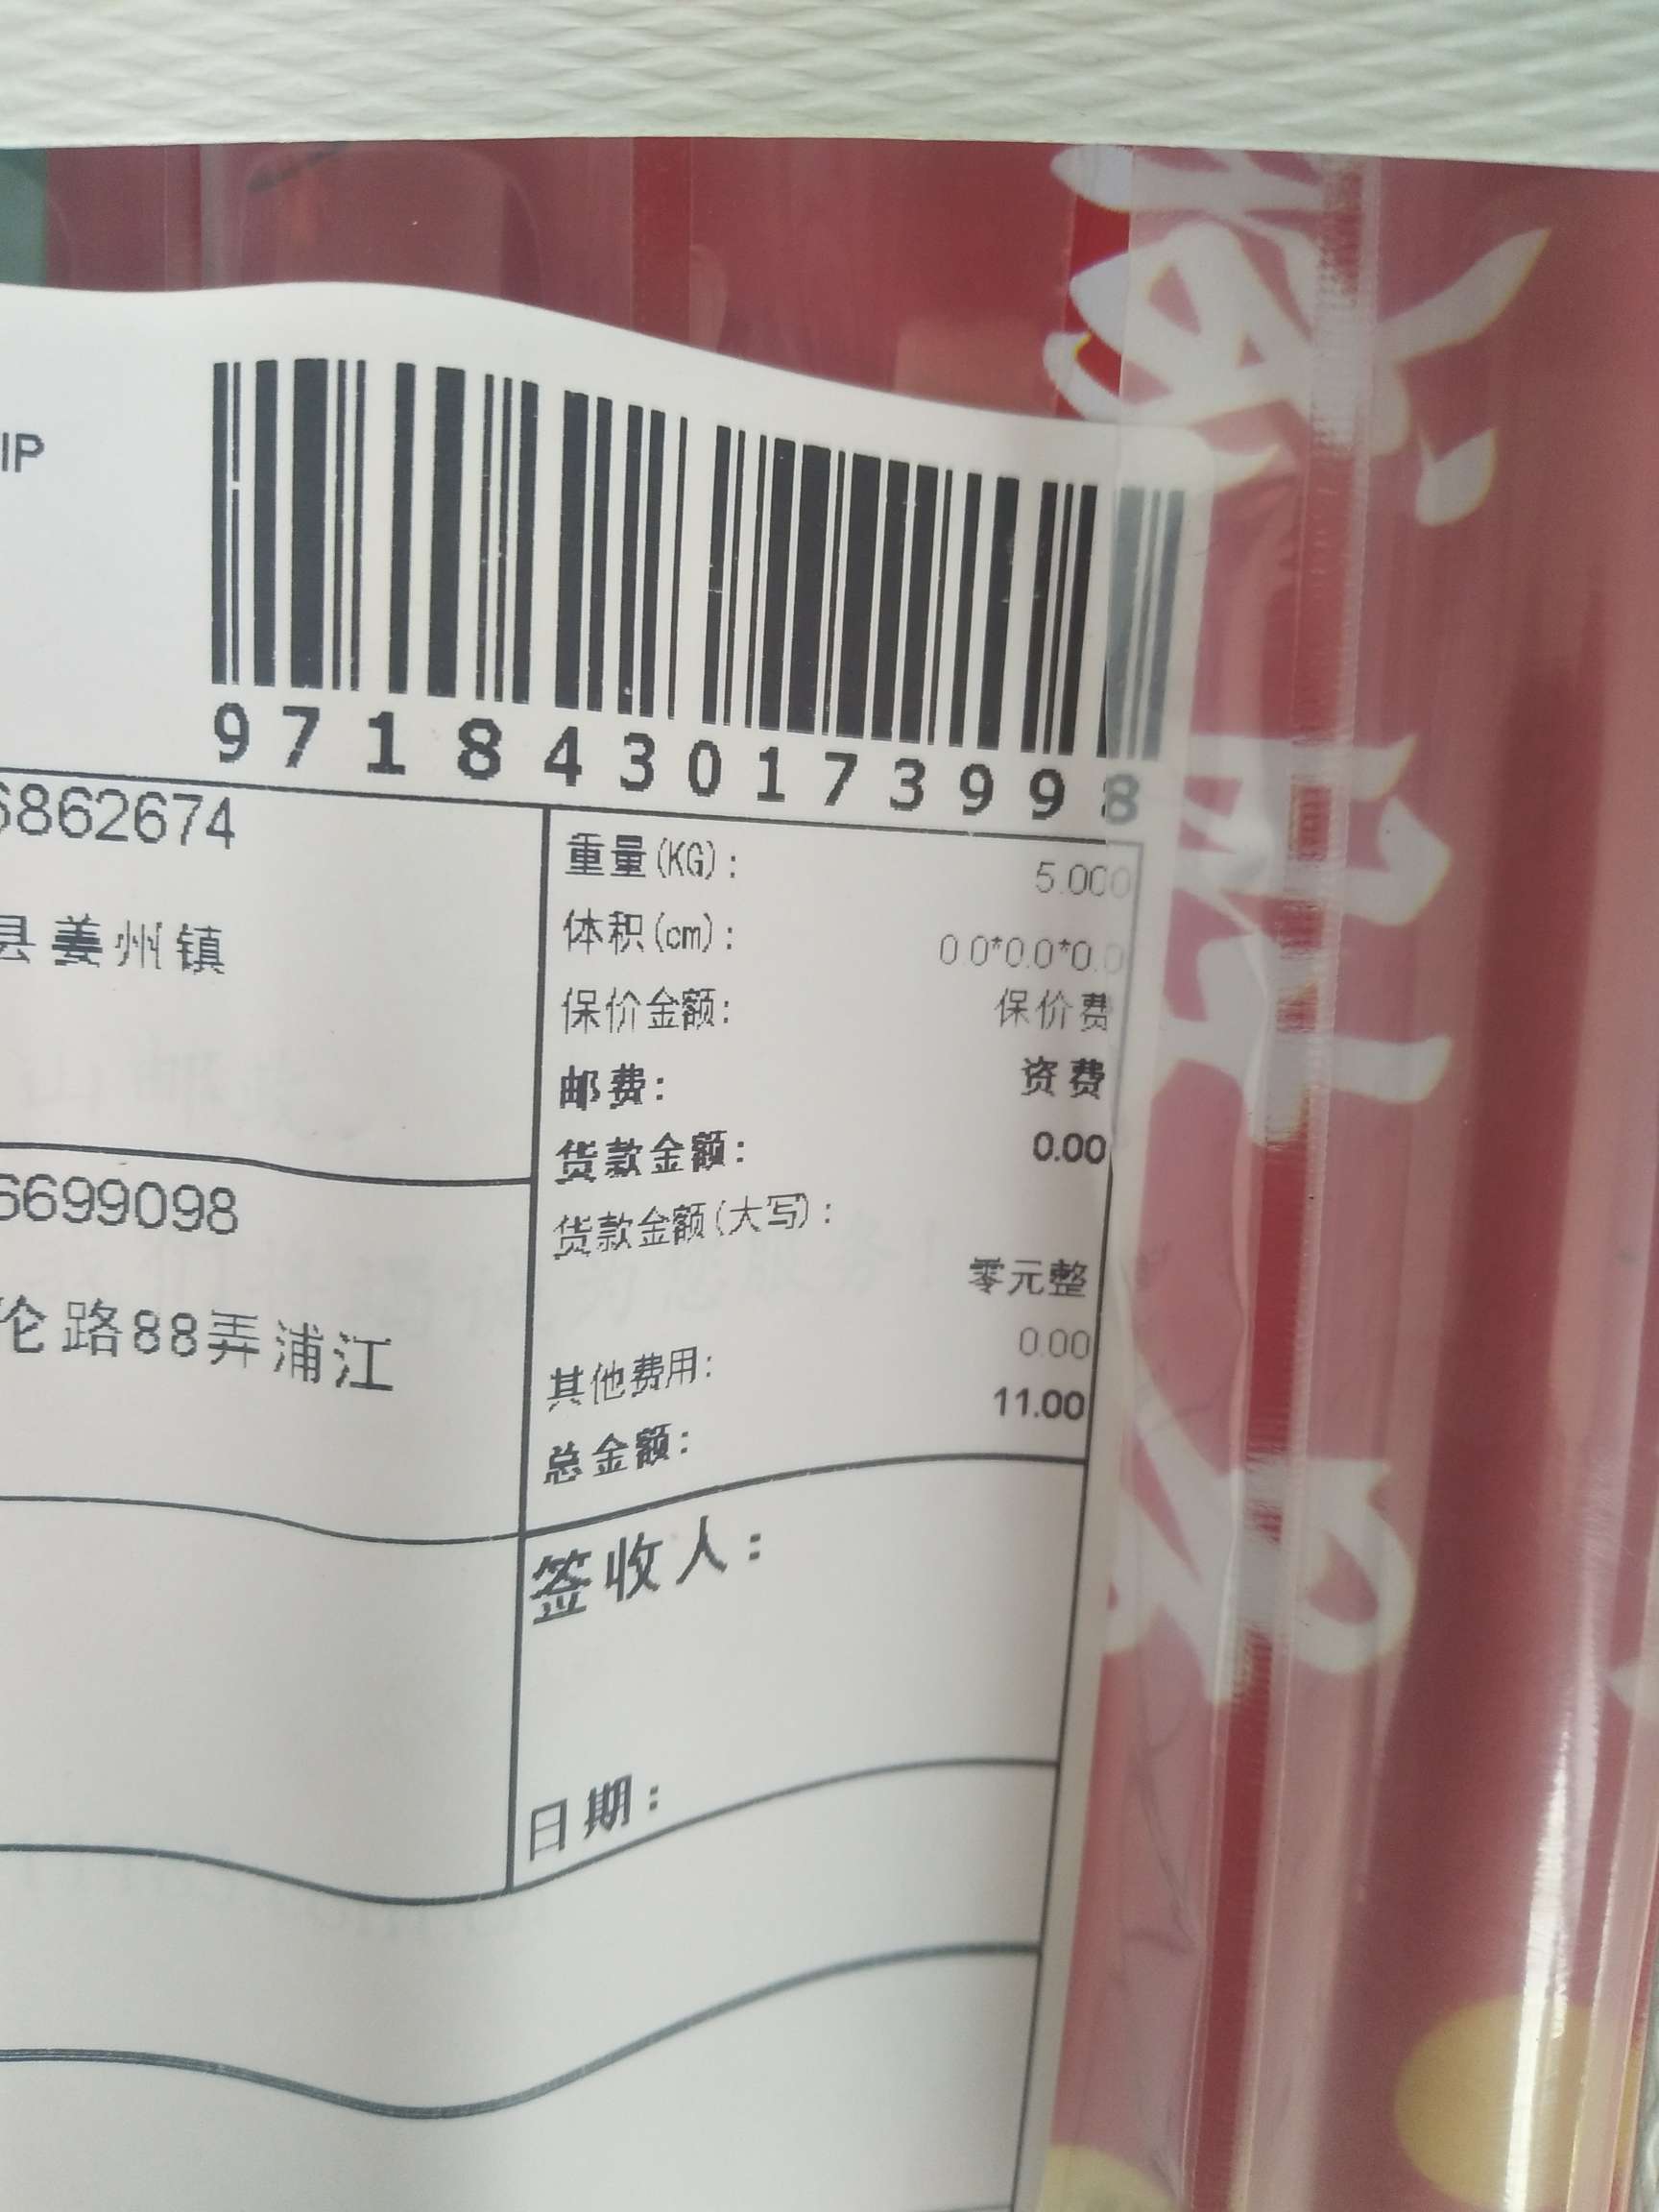 IP
9718430173998
6862674
县姜州镇
重量(KG): 5.000
体积(cm): 0.0*0.0*0.0
保价金额: 保价费
邮费: 资费
货款金额: 0.00
货款金额(大写):
零元整
其他费用: 0.00
总金额: 11.00
6699098
伦路88弄浦江
签收人:
日期: